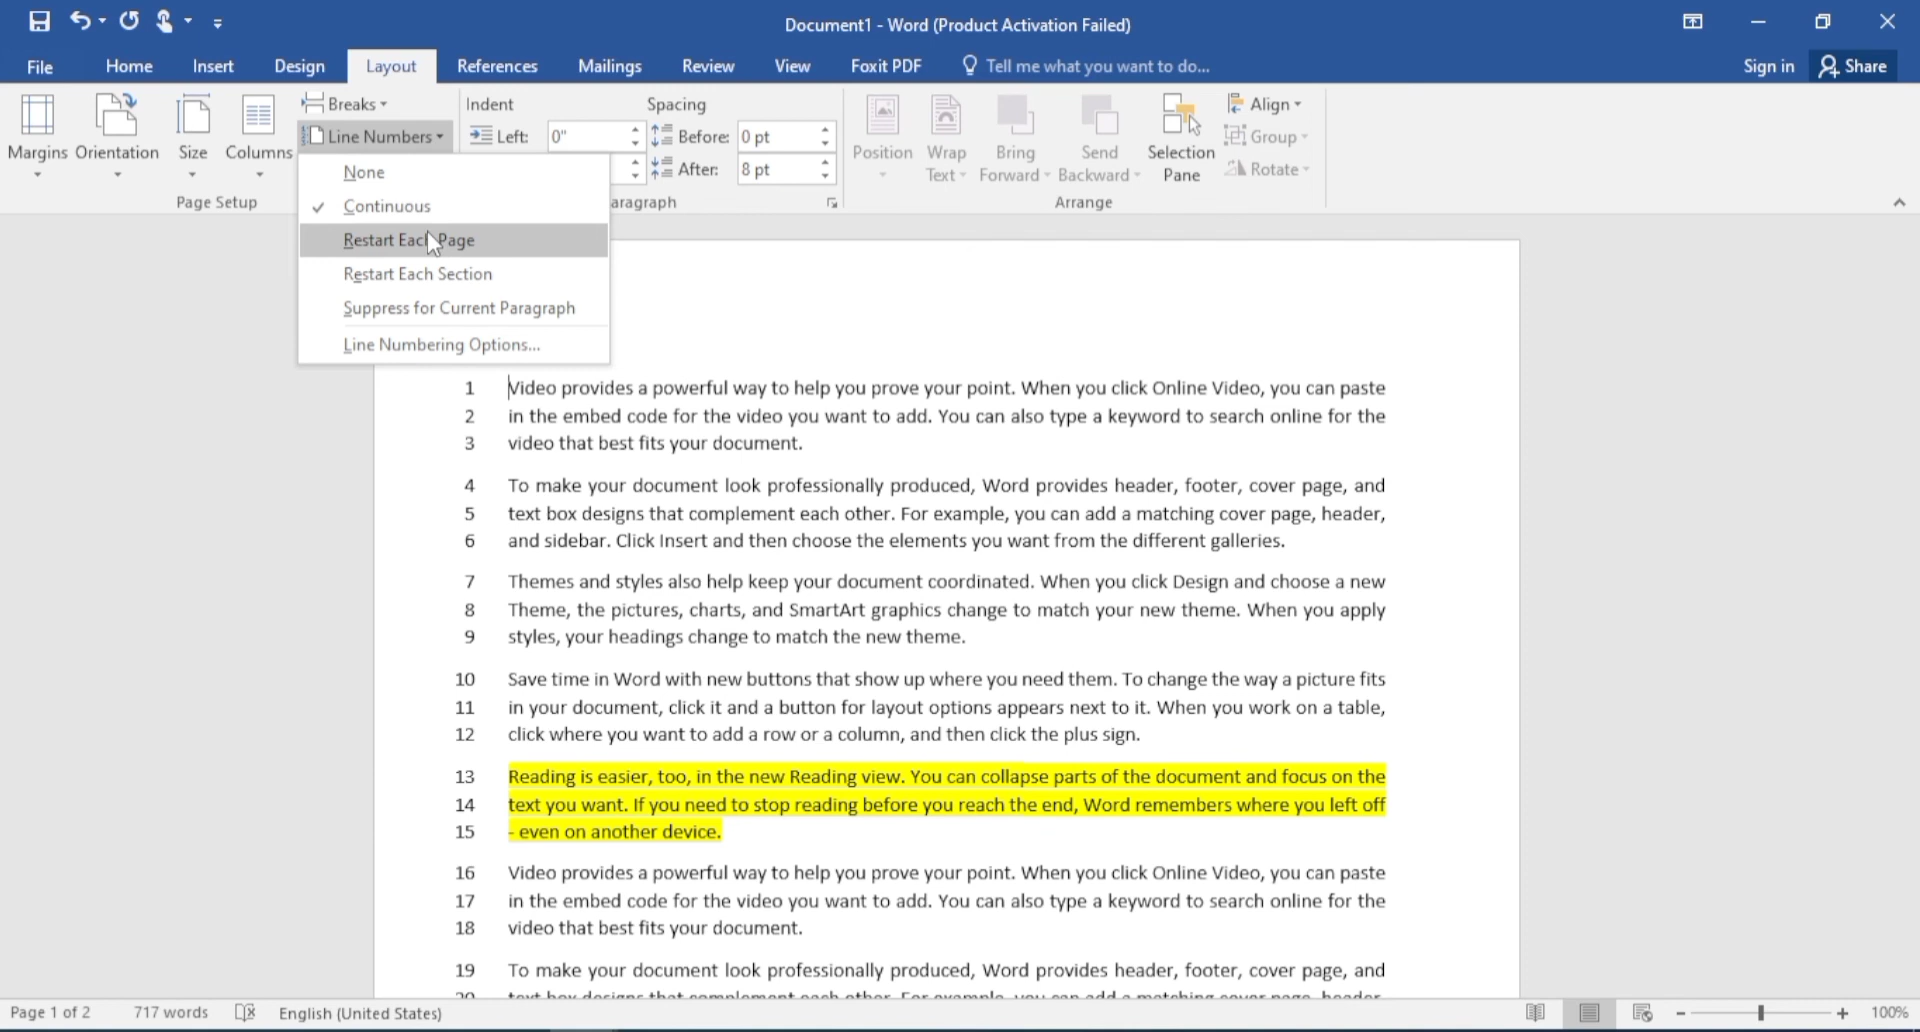 Document1 - Word (Product Activation Failed)
File Home Insert Design Layout References Mailings Review View Foxit PDF Tell me what you want to do... Sign in Share
Margins Orientation Size Columns
Breaks
Line Numbers
Page Setup
Indent
Left: 0"
Spacing
Before: 0 pt
After: 8 pt
aragraph
Position Wrap Text Bring Forward Send Backward Selection Pane
Align
Group
Rotate
Arrange
None
Continuous
Restart Each Page
Restart Each Section
Suppress for Current Paragraph
Line Numbering Options...
1 Video provides a powerful way to help you prove your point. When you click Online Video, you can paste
2 in the embed code for the video you want to add. You can also type a keyword to search online for the
3 video that best fits your document.
4 To make your document look professionally produced, Word provides header, footer, cover page, and
5 text box designs that complement each other. For example, you can add a matching cover page, header,
6 and sidebar. Click Insert and then choose the elements you want from the different galleries.
7 Themes and styles also help keep your document coordinated. When you click Design and choose a new
8 Theme, the pictures, charts, and SmartArt graphics change to match your new theme. When you apply
9 styles, your headings change to match the new theme.
10 Save time in Word with new buttons that show up where you need them. To change the way a picture fits
11 in your document, click it and a button for layout options appears next to it. When you work on a table,
12 click where you want to add a row or a column, and then click the plus sign.
13 Reading is easier, too, in the new Reading view. You can collapse parts of the document and focus on the
14 text you want. If you need to stop reading before you reach the end, Word remembers where you left off
15 - even on another device.
16 Video provides a powerful way to help you prove your point. When you click Online Video, you can paste
17 in the embed code for the video you want to add. You can also type a keyword to search online for the
18 video that best fits your document.
19 To make your document look professionally produced, Word provides header, footer, cover page, and
Page 1 of 2 717 words English (United States) 100%